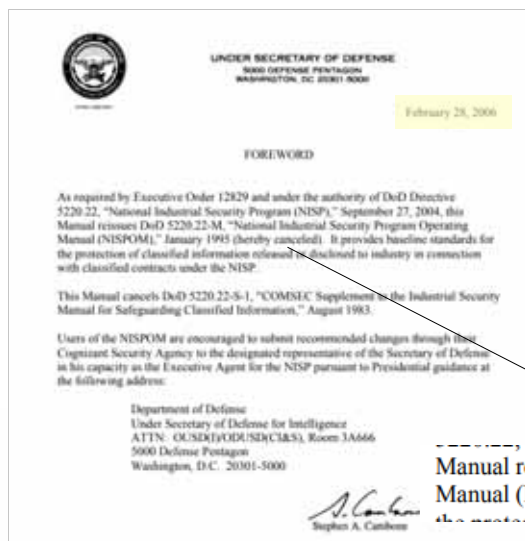 UNDER SECRETARY OF DEFENSE
5000 DEFENSE PENTAGON
WASHINGTON, DC 20301-5000
February 28, 2006
FOREWORD
As required by Executive Order 12829 and under the authority of DoD Directive
5220.22, "National Industrial Security Program (NISP)," September 27, 2004, this
Manual reissues DoD 5220.22-M, "National Industrial Security Program Operating
Manual (NISPOM)," January 1995 (hereby canceled). It provides baseline standards for
the protection of classified information released or disclosed to industry in connection
with classified contracts under the NISP.
This Manual cancels DoD 5220.22-S-1, "COMSEC Supplement to the Industrial Security
Manual for Safeguarding Classified Information," August 1983.
Users of the NISPOM are encouraged to submit recommended changes through their
Cognizant Security Agency to the designated representative of the Secretary of Defense
in his capacity as the Executive Agent for the NISP pursuant to Presidential guidance at
the following address:
Department of Defense
Under Secretary of Defense for Intelligence
ATTN: OUSD(I)/ODUSD(CI&S), Room 3A666
5000 Defense Pentagon
Washington, D.C. 20301-5000
Stephen A. Cambone
5220.22,
Manual re
Manual (